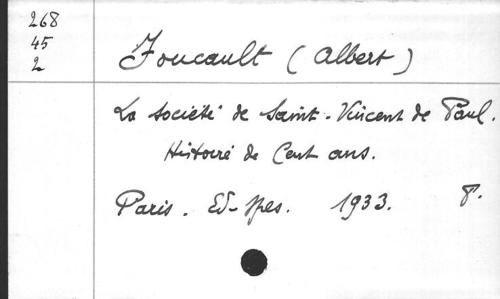 268
45
2
Foucault (Albert)
La Société de Saint-Vincent de Paul.
Histoire de Cent ans.
Paris. Ed-Spes. 1933. 8°.